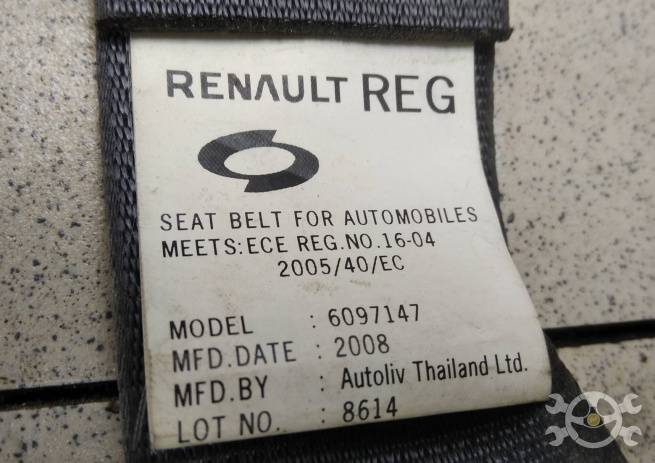 RENAULT REG
SEAT BELT FOR AUTOMOBILES
MEETS:ECE REG.NO.16-04
2005/40/EC
MODEL : 6097147
MFD.DATE : 2008
MFD.BY : Autoliv Thailand Ltd.
LOT NO. : 8614